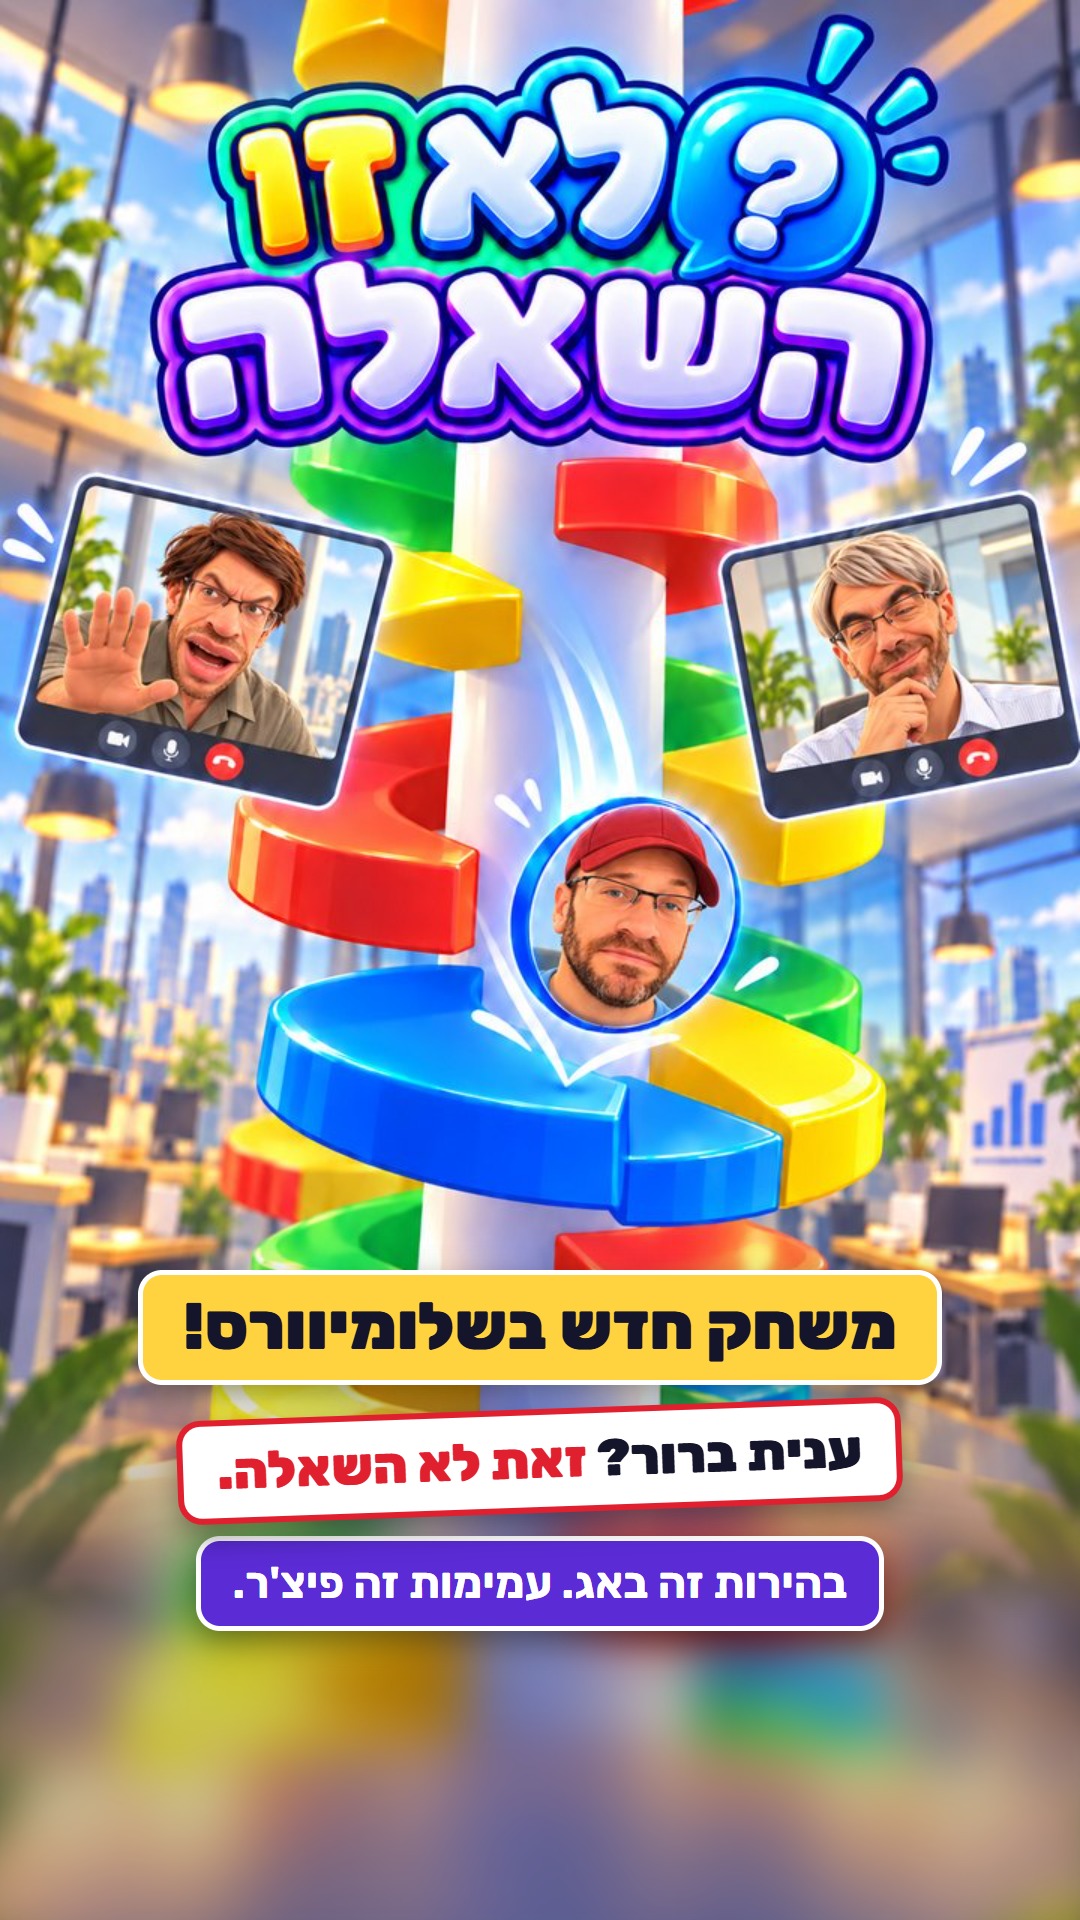 לא זו ?
השאלה
משחק חדש בשלומיוורס!
ענית ברור? זאת לא השאלה.
בהירות זה באג. עמימות זה פיצ'ר.